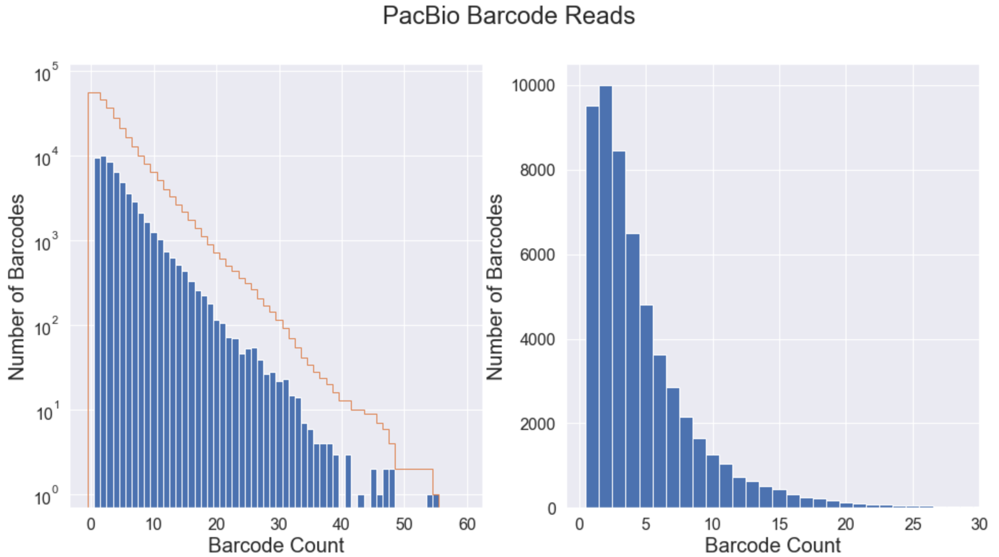 PacBio Barcode Reads
Number of Barcodes
10^5
10^4
10^3
10^2
10^1
10^0
0 10 20 30 40 50 60
Barcode Count
Number of Barcodes
10000
8000
6000
4000
2000
0
0 5 10 15 20 25 30
Barcode Count